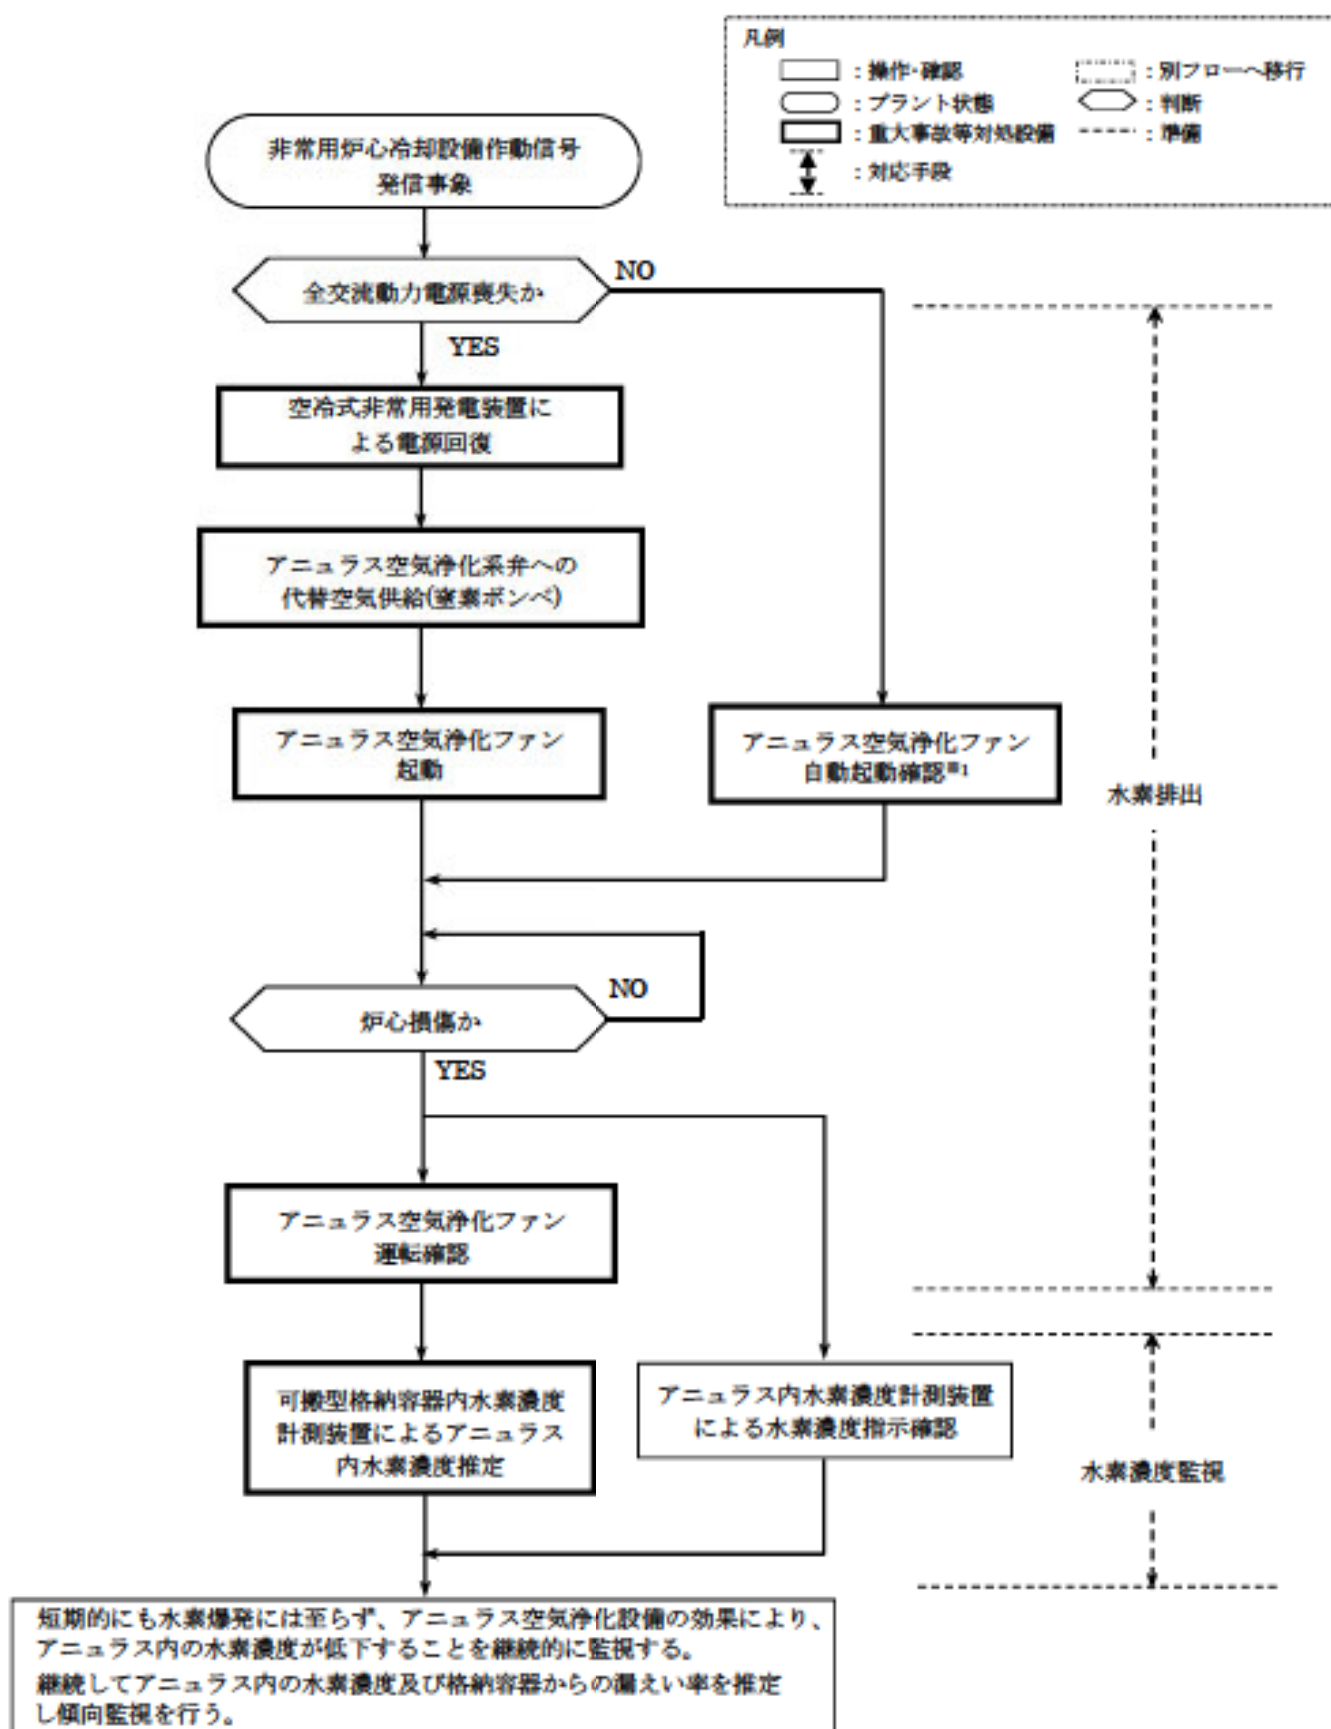 凡例
：操作・確認
：別フローへ移行
：プラント状態
：判断
：重大事故等対処設備
：準備
：対応手段
非常用炉心冷却設備作動信号
発信事象
全交流動力電源喪失か
NO
YES
空冷式非常用発電装置に
よる電源回復
アニュラス空気浄化系弁への
代替空気供給(窒素ボンベ)
アニュラス空気浄化ファン
起動
アニュラス空気浄化ファン
自動起動確認※1
水素排出
炉心損傷か
NO
YES
アニュラス空気浄化ファン
運転確認
可搬型格納容器内水素濃度
計測装置によるアニュラス
内水素濃度推定
アニュラス内水素濃度計測装置
による水素濃度指示確認
水素濃度監視
短期的にも水素爆発には至らず、アニュラス空気浄化設備の効果により、
アニュラス内の水素濃度が低下することを継続的に監視する。
継続してアニュラス内の水素濃度及び格納容器からの漏えい率を推定
し傾向監視を行う。